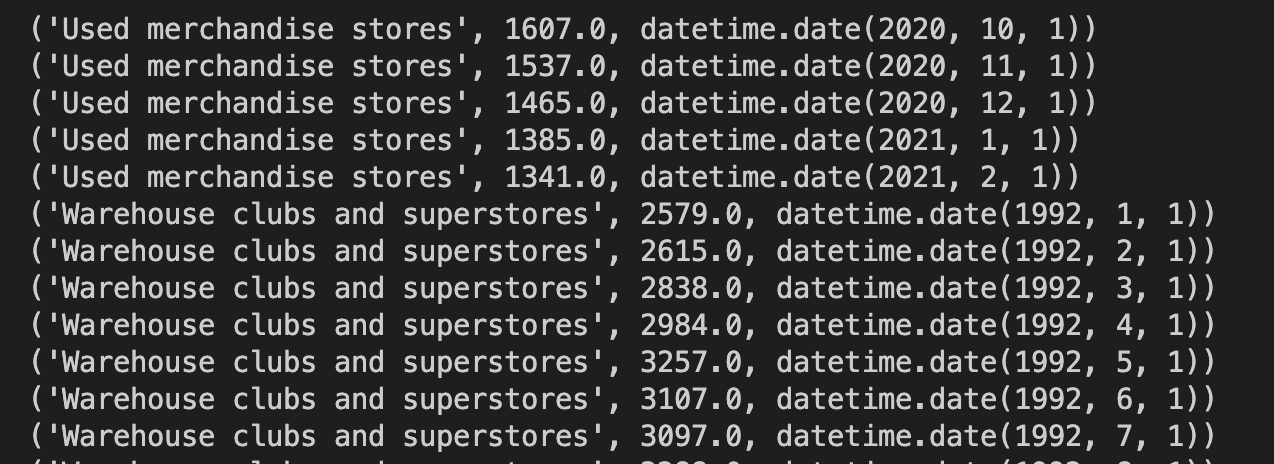 ('Used merchandise stores', 1607.0, datetime.date(2020, 10, 1))
('Used merchandise stores', 1537.0, datetime.date(2020, 11, 1))
('Used merchandise stores', 1465.0, datetime.date(2020, 12, 1))
('Used merchandise stores', 1385.0, datetime.date(2021, 1, 1))
('Used merchandise stores', 1341.0, datetime.date(2021, 2, 1))
('Warehouse clubs and superstores', 2579.0, datetime.date(1992, 1, 1))
('Warehouse clubs and superstores', 2615.0, datetime.date(1992, 2, 1))
('Warehouse clubs and superstores', 2838.0, datetime.date(1992, 3, 1))
('Warehouse clubs and superstores', 2984.0, datetime.date(1992, 4, 1))
('Warehouse clubs and superstores', 3257.0, datetime.date(1992, 5, 1))
('Warehouse clubs and superstores', 3107.0, datetime.date(1992, 6, 1))
('Warehouse clubs and superstores', 3097.0, datetime.date(1992, 7, 1))